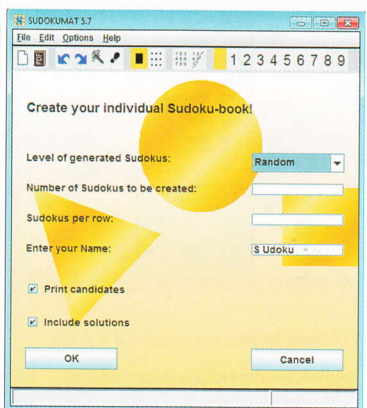 SUDOKUMAT 5.7
File Edit Options Help
1 2 3 4 5 6 7 8 9
Create your individual Sudoku-book!
Level of generated Sudokus: Random
Number of Sudokus to be created:
Sudokus per row:
Enter your Name: S Udoku
Print candidates
Include solutions
OK Cancel